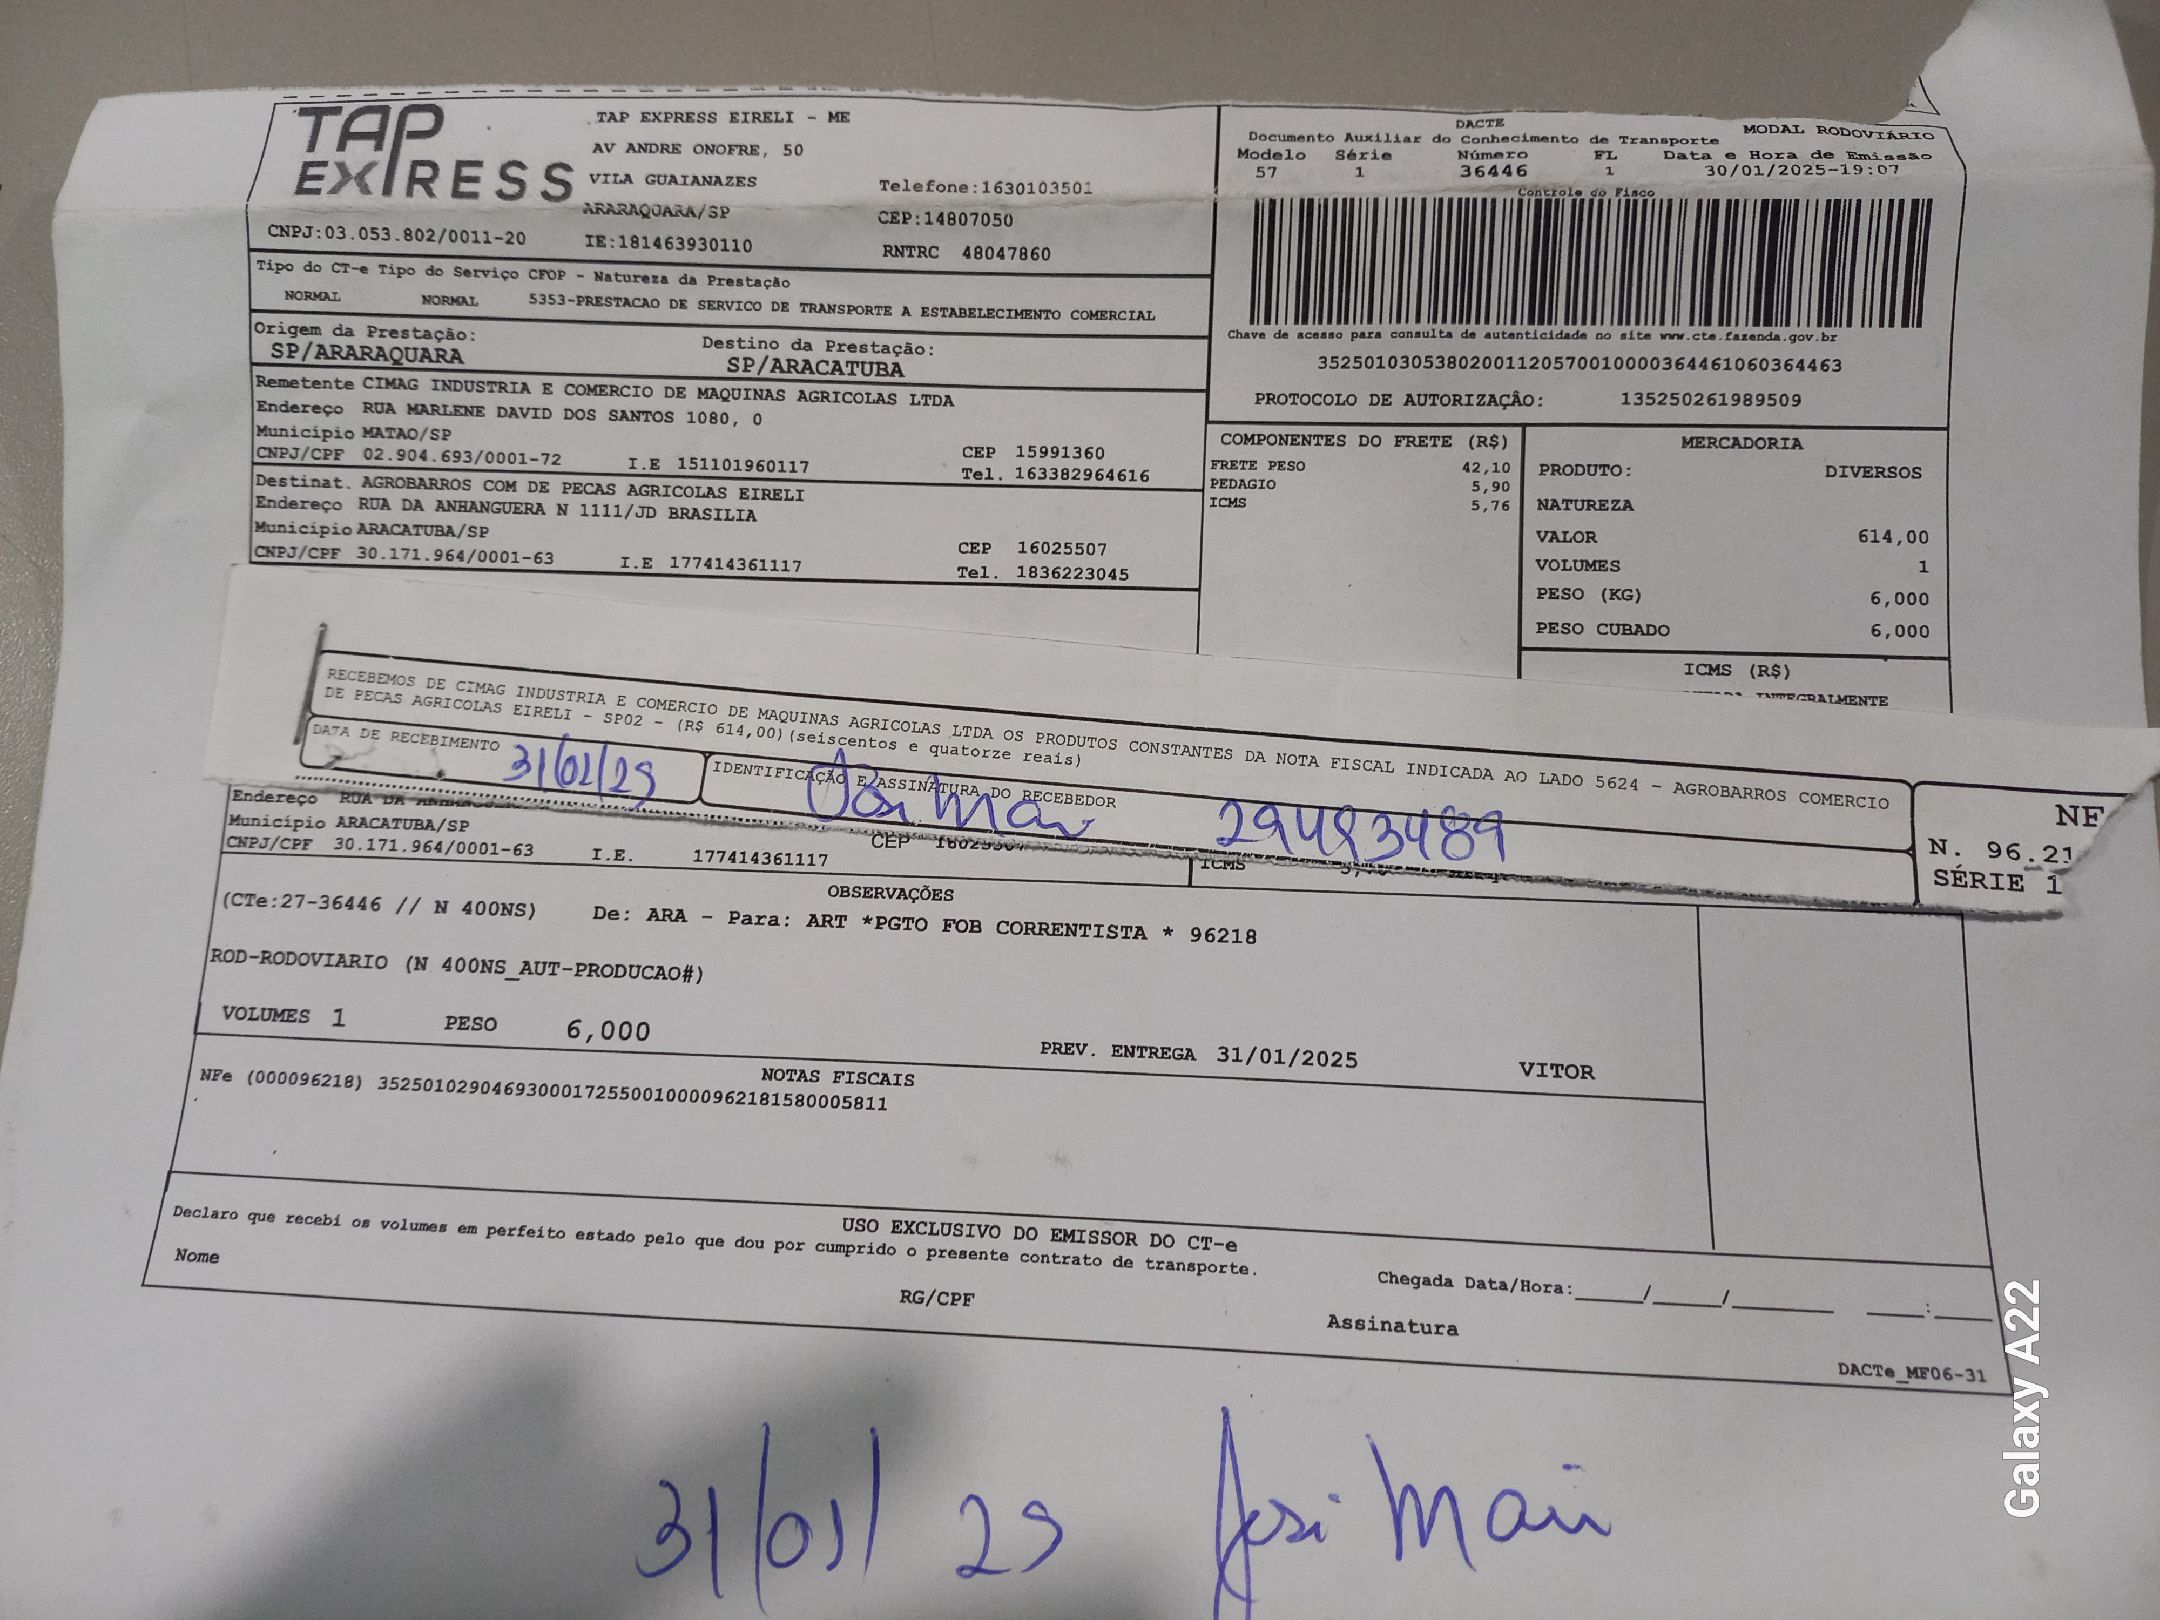 TAP EXPRESS
TAP EXPRESS EIRELI - ME
AV ANDRE ONOFRE, 50
VILA GUAIANAZES Telefone:1630103501
ARARAQUARA/SP CEP:14807050
CNPJ:03.053.802/0011-20 IE:181463930110 RNTRC 48047860
Tipo do CT-e Tipo do Serviço CFOP - Natureza da Prestação
NORMAL NORMAL 5353-PRESTACAO DE SERVICO DE TRANSPORTE A ESTABELECIMENTO COMERCIAL
Origem da Prestação: Destino da Prestação:
SP/ARARAQUARA SP/ARACATUBA
Remetente CIMAG INDUSTRIA E COMERCIO DE MAQUINAS AGRICOLAS LTDA
Endereço RUA MARLENE DAVID DOS SANTOS 1080, 0
Município MATAO/SP CEP 15991360
CNPJ/CPF 02.904.693/0001-72 I.E 151101960117 Tel. 163382964616
Destinat. AGROBARROS COM DE PECAS AGRICOLAS EIRELI
Endereço RUA DA ANHANGUERA N 1111/JD BRASILIA
Município ARACATUBA/SP CEP 16025507
CNPJ/CPF 30.171.964/0001-63 I.E 177414361117 Tel. 1836223045
DACTE MODAL RODOVIÁRIO
Documento Auxiliar do Conhecimento de Transporte
Modelo Série Número FL Data e Hora de Emissão
57 1 36446 1 30/01/2025-19:07
Controle do Fisco
Chave de acesso para consulta de autenticidade no site www.cte.fazenda.gov.br
35250103053802001120570010000364461060364463
PROTOCOLO DE AUTORIZAÇÃO: 135250261989509
COMPONENTES DO FRETE (R$)
FRETE PESO 42,10
PEDAGIO 5,90
ICMS 5,76
MERCADORIA
PRODUTO: DIVERSOS
NATUREZA
VALOR 614,00
VOLUMES 1
PESO (KG) 6,000
PESO CUBADO 6,000
ICMS (R$)
INTEGRALMENTE
RECEBEMOS DE CIMAG INDUSTRIA E COMERCIO DE MAQUINAS AGRICOLAS LTDA OS PRODUTOS CONSTANTES DA NOTA FISCAL INDICADA AO LADO 5624 - AGROBARROS COMERCIO
DE PECAS AGRICOLAS EIRELI - SP02 - (R$ 614,00)(seiscentos e quatorze reais)
DATA DE RECEBIMENTO 31/01/25
IDENTIFICAÇÃO E ASSINATURA DO RECEBEDOR
29493489
NF
N. 96.21
SÉRIE 1
Endereço RUA DA
Município ARACATUBA/SP CEP
CNPJ/CPF 30.171.964/0001-63 I.E. 177414361117
ICMS
OBSERVAÇÕES
(CTe:27-36446 // N 400NS) De: ARA - Para: ART *PGTO FOB CORRENTISTA * 96218
ROD-RODOVIARIO (N 400NS_AUT-PRODUCAO#)
VOLUMES 1 PESO 6,000 PREV. ENTREGA 31/01/2025 VITOR
NOTAS FISCAIS
NFe (000096218) 35250102904693000172550010000962181580005811
USO EXCLUSIVO DO EMISSOR DO CT-e
Declaro que recebi os volumes em perfeito estado pelo que dou por cumprido o presente contrato de transporte.
Nome RG/CPF Chegada Data/Hora:_____/_____/________ ____:____
Assinatura
DACTe_MF06-31
31/01/ 25
Galaxy A22